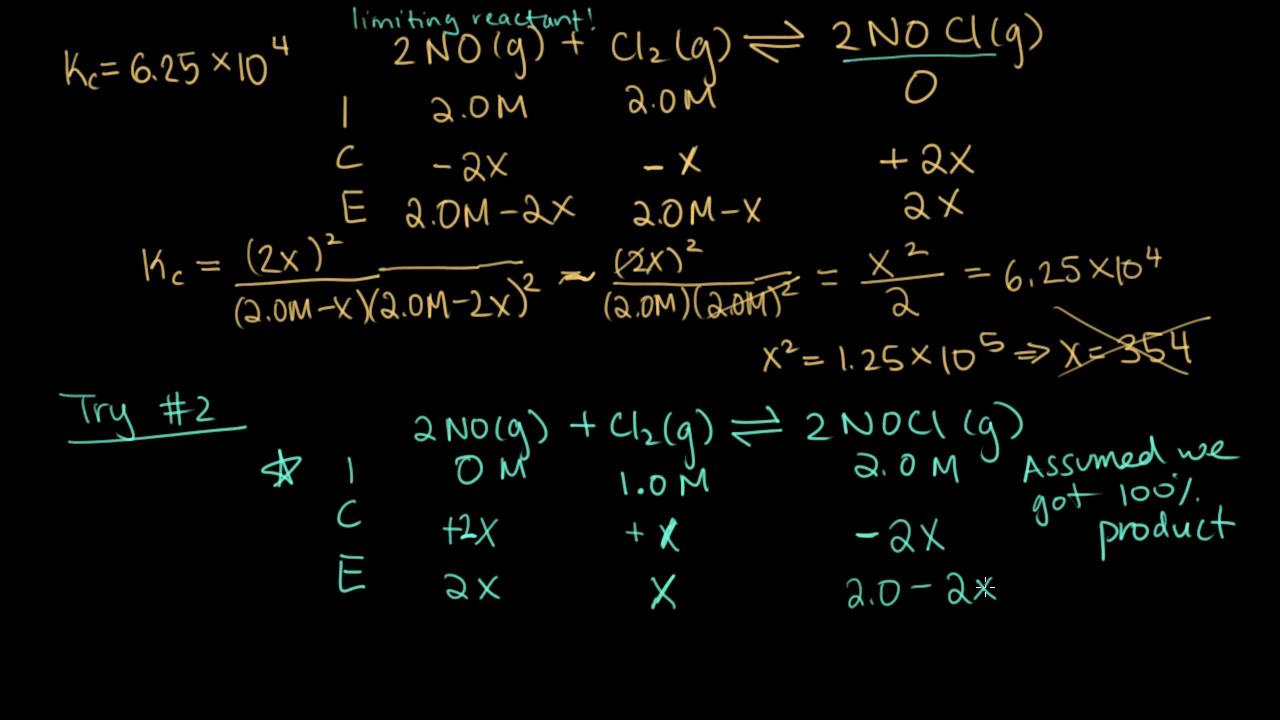 limiting reactant!
Kc = 6.25 × 10^4 2NO(g) + Cl2(g) ⇌ 2NOCl(g)
I 2.0M 2.0M 0
C -2x -x +2x
E 2.0M-2x 2.0M-x 2x
Kc = (2x)^2 / (2.0M-x)(2.0M-2x)^2 ~ (2x)^2 / (2.0M)(2.0M)^2 = x^2 / 2 = 6.25×10^4
x^2 = 1.25×10^5 ⇒ x = 354
Try #2
2NO(g) + Cl2(g) ⇌ 2NOCl(g)
☆ I 0M 1.0M 2.0M
C +2x +x -2x
E 2x x 2.0-2x
Assumed we
got 100%
product